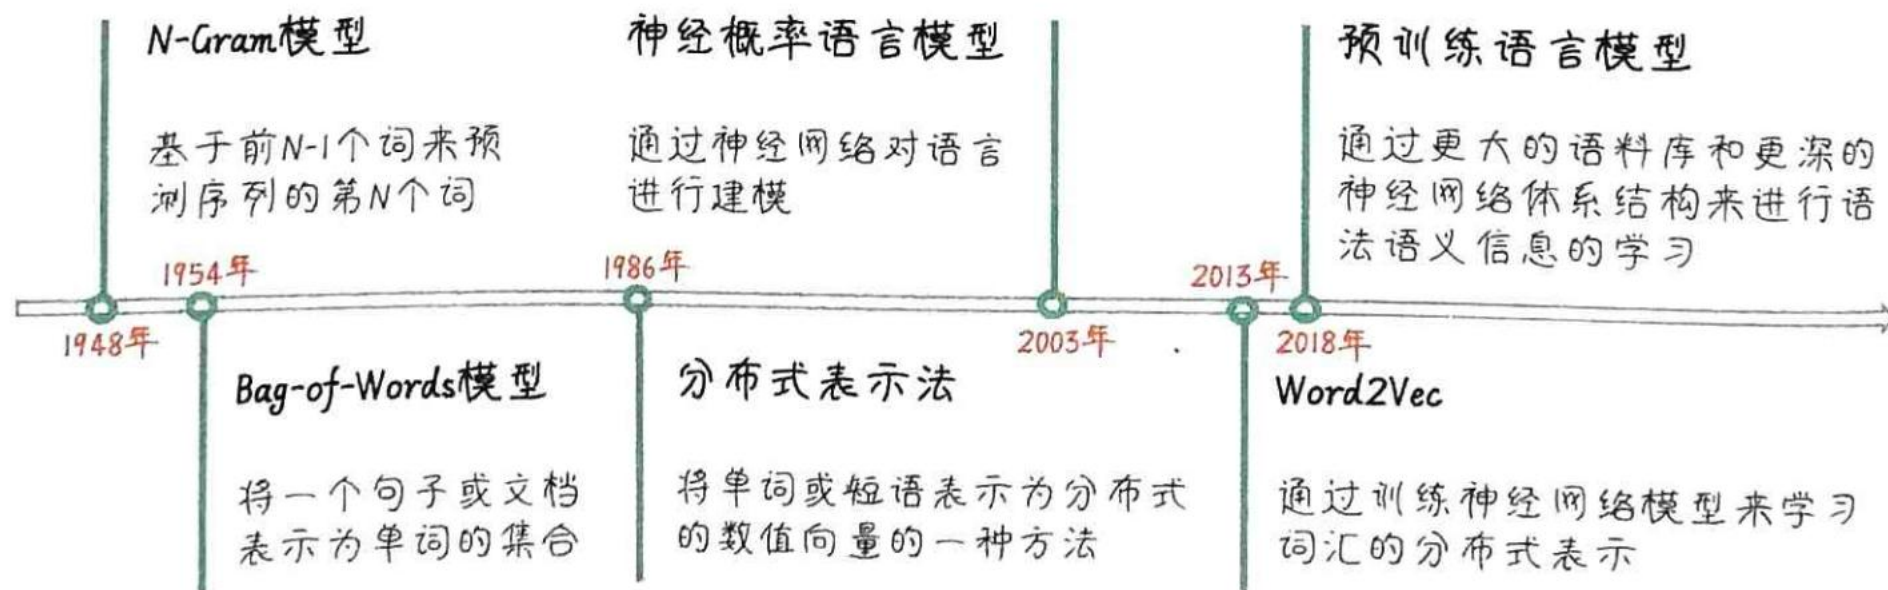 N-Gram模型
基于前N-1个词来预
测序列的第N个词
1948年
1954年
Bag-of-Words模型
将一个句子或文档
表示为单词的集合
1986年
分布式表示法
将单词或短语表示为分布式
的数值向量的一种方法
神经概率语言模型
通过神经网络对语言
进行建模
2003年
2013年
Word2Vec
通过训练神经网络模型来学习
词汇的分布式表示
预训练语言模型
通过更大的语料库和更深的
神经网络体系结构来进行语
法语义信息的学习
2018年